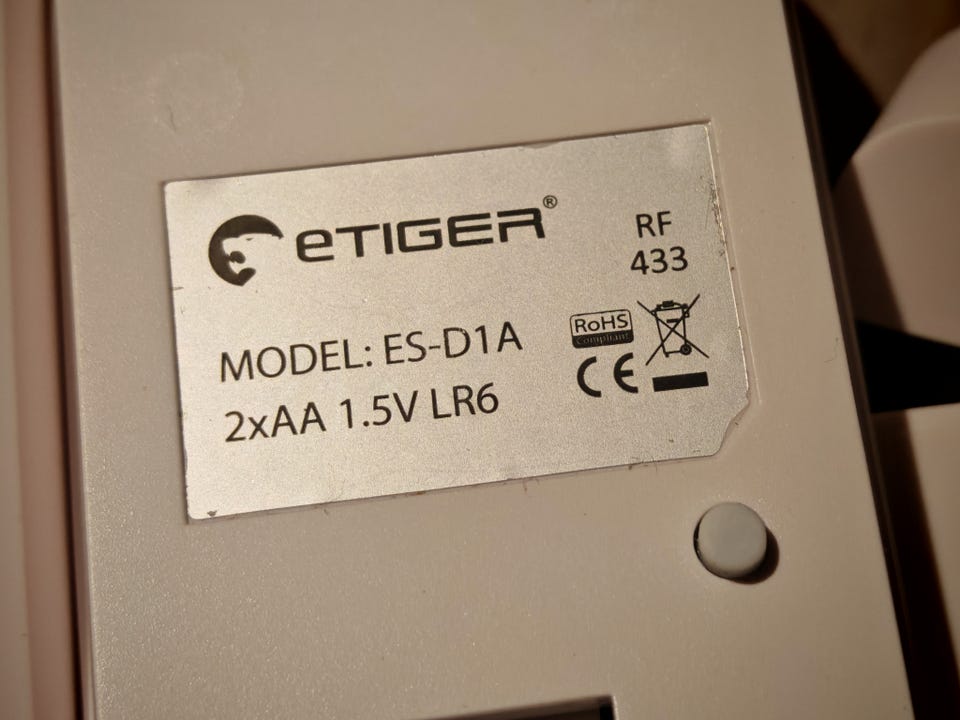 eTIGER®
RF
433
MODEL: ES-D1A
2xAA 1.5V LR6
RoHS
Compliant
CE